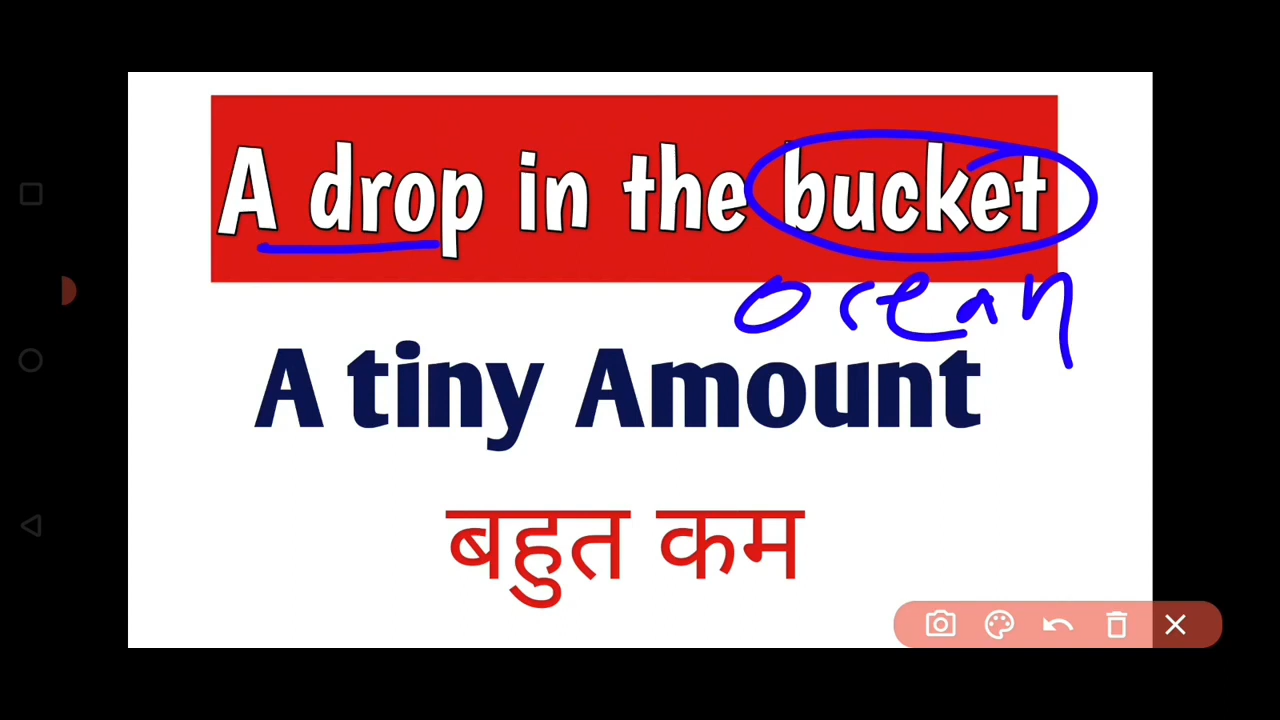 A drop in the bucket
ocean
A tiny Amount
बहुत कम